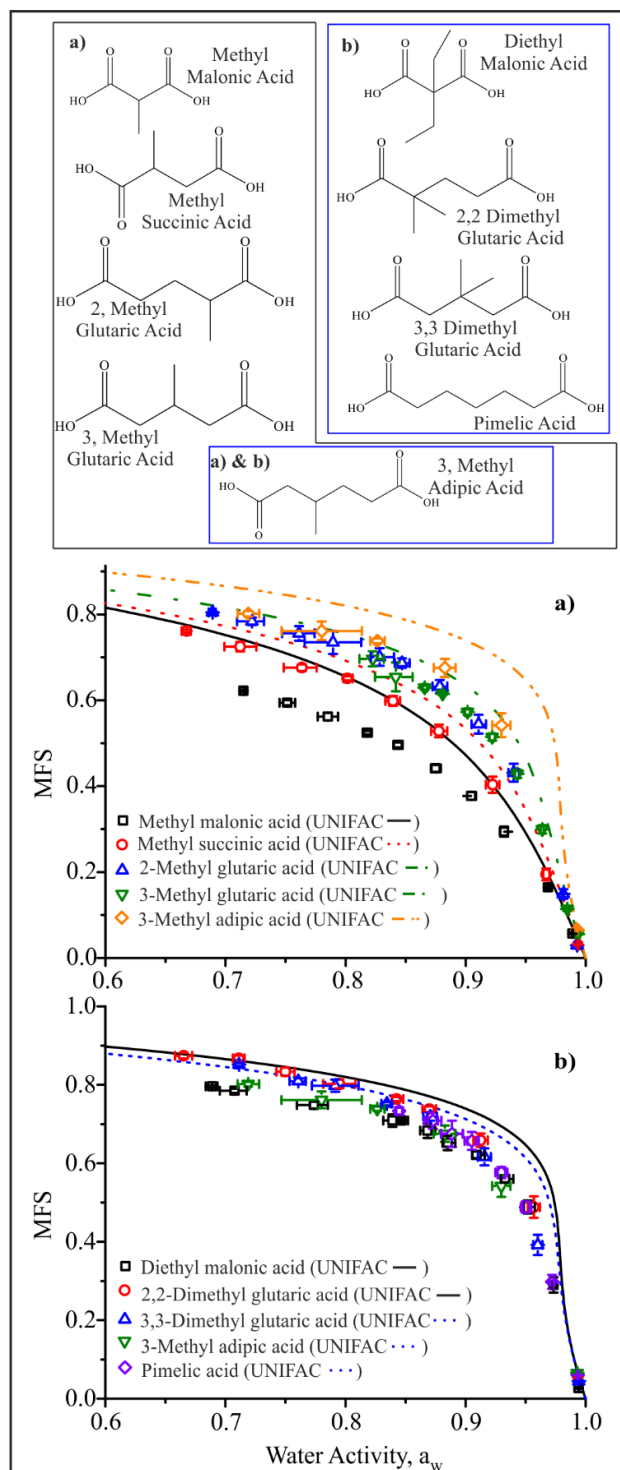 a)
Methyl
Malonic Acid
O
O
HO
OH
O
HO
OH
O
Methyl
Succinic Acid
O
O
HO
OH
2, Methyl
Glutaric Acid
O
O
HO
OH
3, Methyl
Glutaric Acid
b)
Diethyl
Malonic Acid
O
O
HO
OH
O
O
HO
OH
2,2 Dimethyl
Glutaric Acid
O
O
HO
OH
3,3 Dimethyl
Glutaric Acid
O
O
HO
OH
Pimelic Acid
a) & b)
3, Methyl
Adipic Acid
O
HO
OH
O
a)
MFS
0.8
0.6
0.4
0.2
0.0
Methyl malonic acid (UNIFAC — )
Methyl succinic acid (UNIFAC ···· )
2-Methyl glutaric acid (UNIFAC – · – )
3-Methyl glutaric acid (UNIFAC – · – )
3-Methyl adipic acid (UNIFAC – ·· – )
0.6 0.7 0.8 0.9 1.0
b)
MFS
1.0
0.8
0.6
0.4
0.2
0.0
Diethyl malonic acid (UNIFAC — )
2,2-Dimethyl glutaric acid (UNIFAC — )
3,3-Dimethyl glutaric acid (UNIFAC ···· )
3-Methyl adipic acid (UNIFAC ···· )
Pimelic acid (UNIFAC ···· )
0.6 0.7 0.8 0.9 1.0
Water Activity, a_w